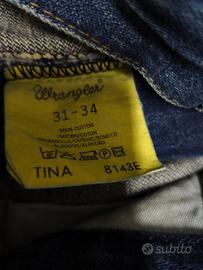 Wrangler
31-34
100% COTTON
TINA 8143E
subito